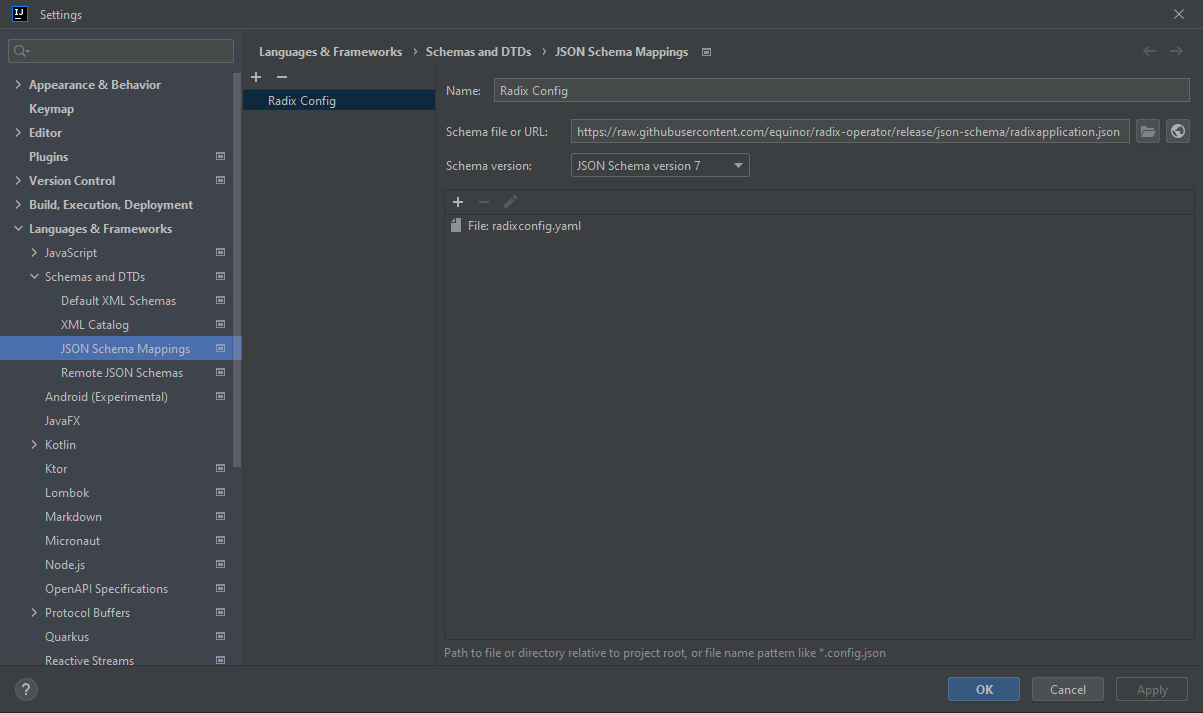 Settings
Languages & Frameworks › Schemas and DTDs › JSON Schema Mappings
Appearance & Behavior
Keymap
Editor
Plugins
Version Control
Build, Execution, Deployment
Languages & Frameworks
JavaScript
Schemas and DTDs
Default XML Schemas
XML Catalog
JSON Schema Mappings
Remote JSON Schemas
Android (Experimental)
JavaFX
Kotlin
Ktor
Lombok
Markdown
Micronaut
Node.js
OpenAPI Specifications
Protocol Buffers
Quarkus
Reactive Streams
Radix Config
Name: Radix Config
Schema file or URL: https://raw.githubusercontent.com/equinor/radix-operator/release/json-schema/radixapplication.json
Schema version: JSON Schema version 7
File: radixconfig.yaml
Path to file or directory relative to project root, or file name pattern like *.config.json
? OK Cancel Apply